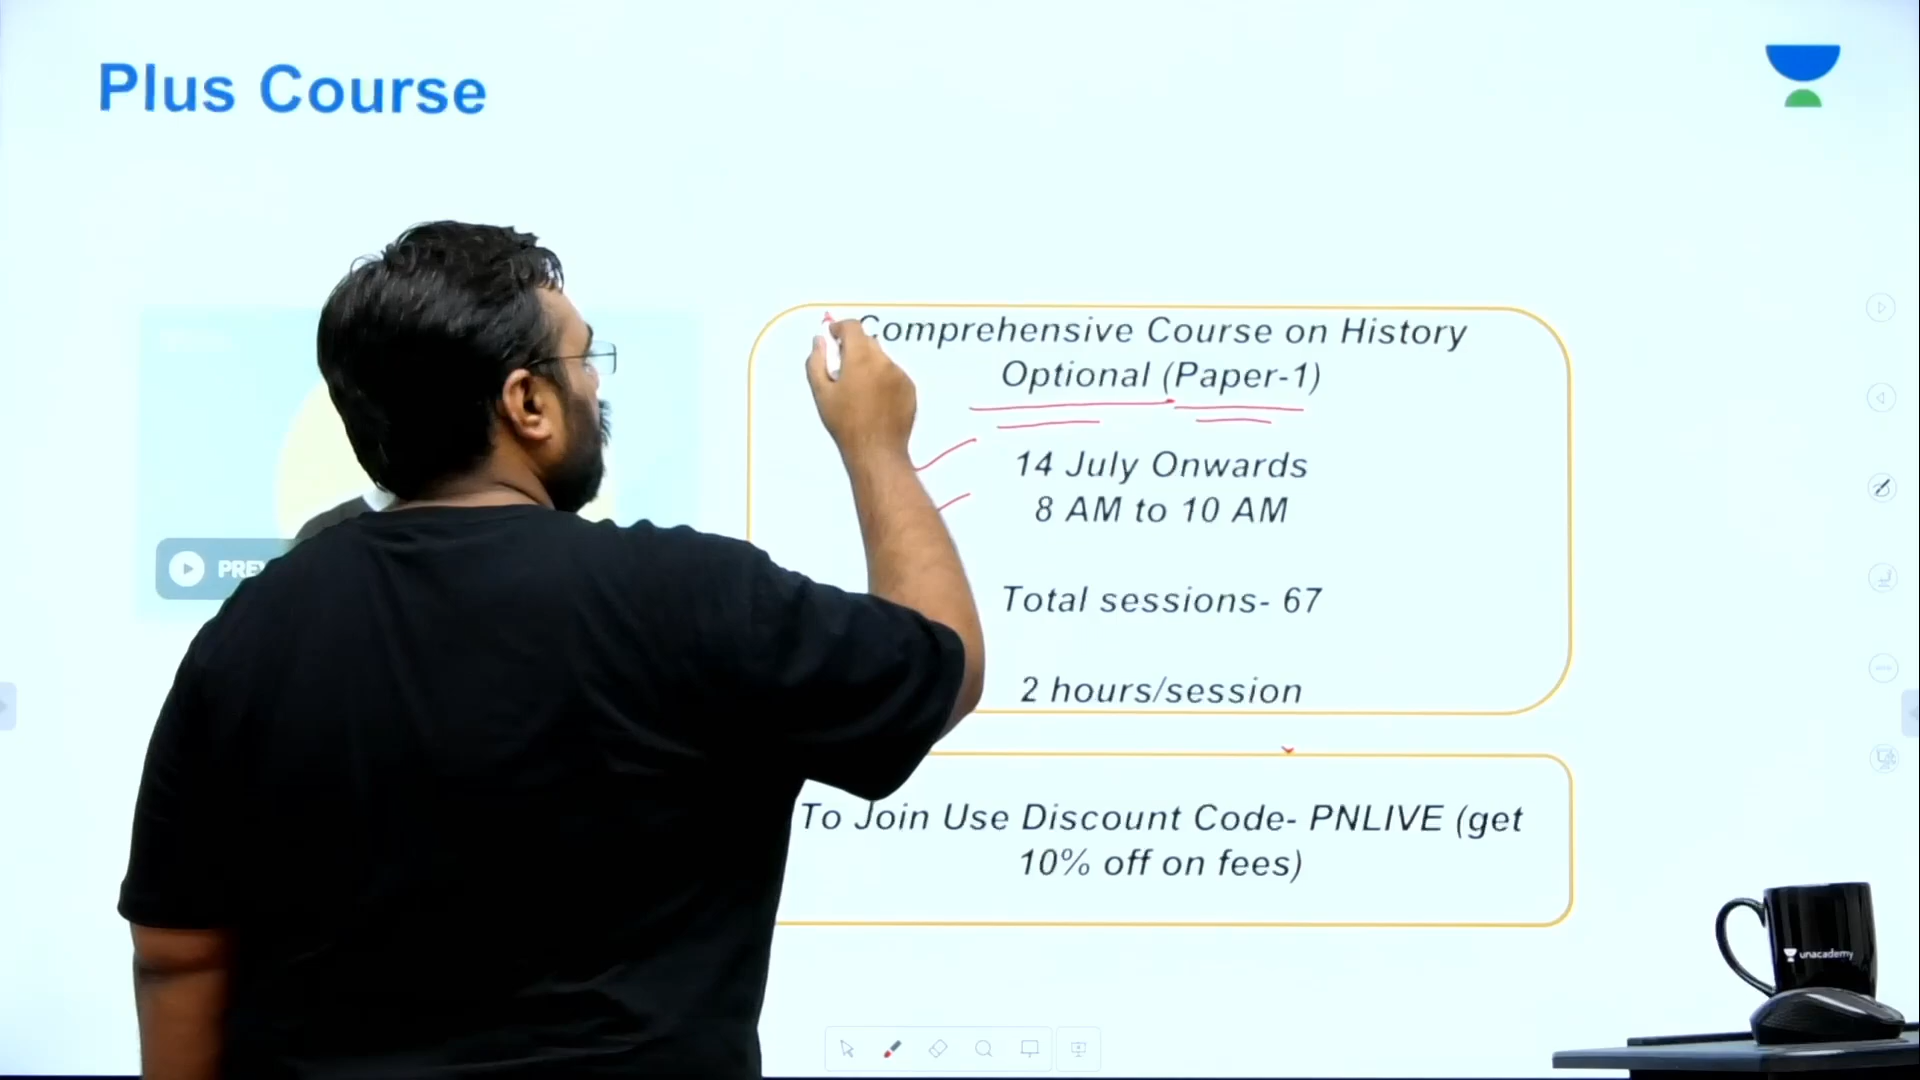 Plus Course
Comprehensive Course on History
Optional (Paper-1)
14 July Onwards
8 AM to 10 AM
Total sessions- 67
2 hours/session
To Join Use Discount Code- PNLIVE (get
10% off on fees)
unacademy